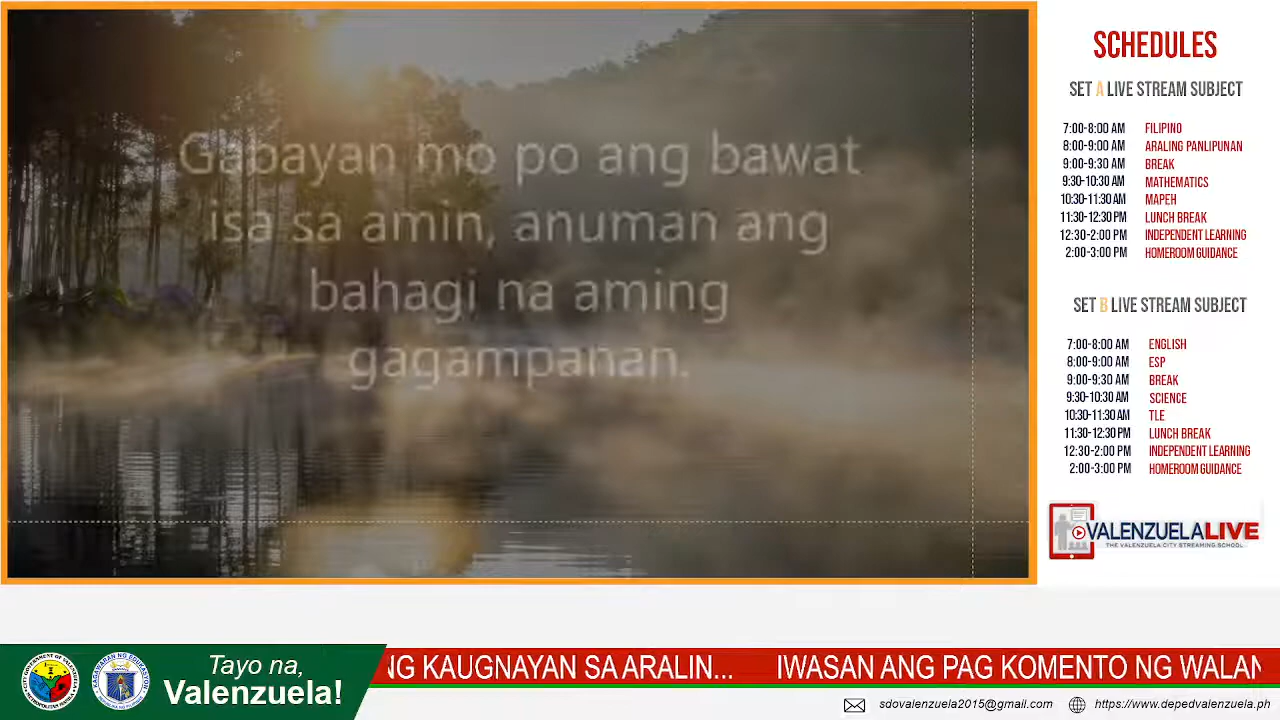 Gabayan mo po ang bawat
isa sa amin, anuman ang
bahagi na aming
gagampanan.
SCHEDULES
SET A LIVE STREAM SUBJECT
7:00-8:00 AM FILIPINO
8:00-9:00 AM ARALING PANLIPUNAN
9:00-9:30 AM BREAK
9:30-10:30 AM MATHEMATICS
10:30-11:30 AM MAPEH
11:30-12:30 PM LUNCH BREAK
12:30-2:00 PM INDEPENDENT LEARNING
2:00-3:00 PM HOMEROOM GUIDANCE
SET B LIVE STREAM SUBJECT
7:00-8:00 AM ENGLISH
8:00-9:00 AM ESP
9:00-9:30 AM BREAK
9:30-10:30 AM SCIENCE
10:30-11:30 AM TLE
11:30-12:30 PM LUNCH BREAK
12:30-2:00 PM INDEPENDENT LEARNING
2:00-3:00 PM HOMEROOM GUIDANCE
VALENZUELALIVE
THE VALENZUELA CITY STREAMING SCHOOL
Tayo na,
Valenzuela!
NG KAUGNAYAN SA ARALIN... IWASAN ANG PAG KOMENTO NG WALAN
sdovalenzuela2015@gmail.com https://www.depedvalenzuela.ph